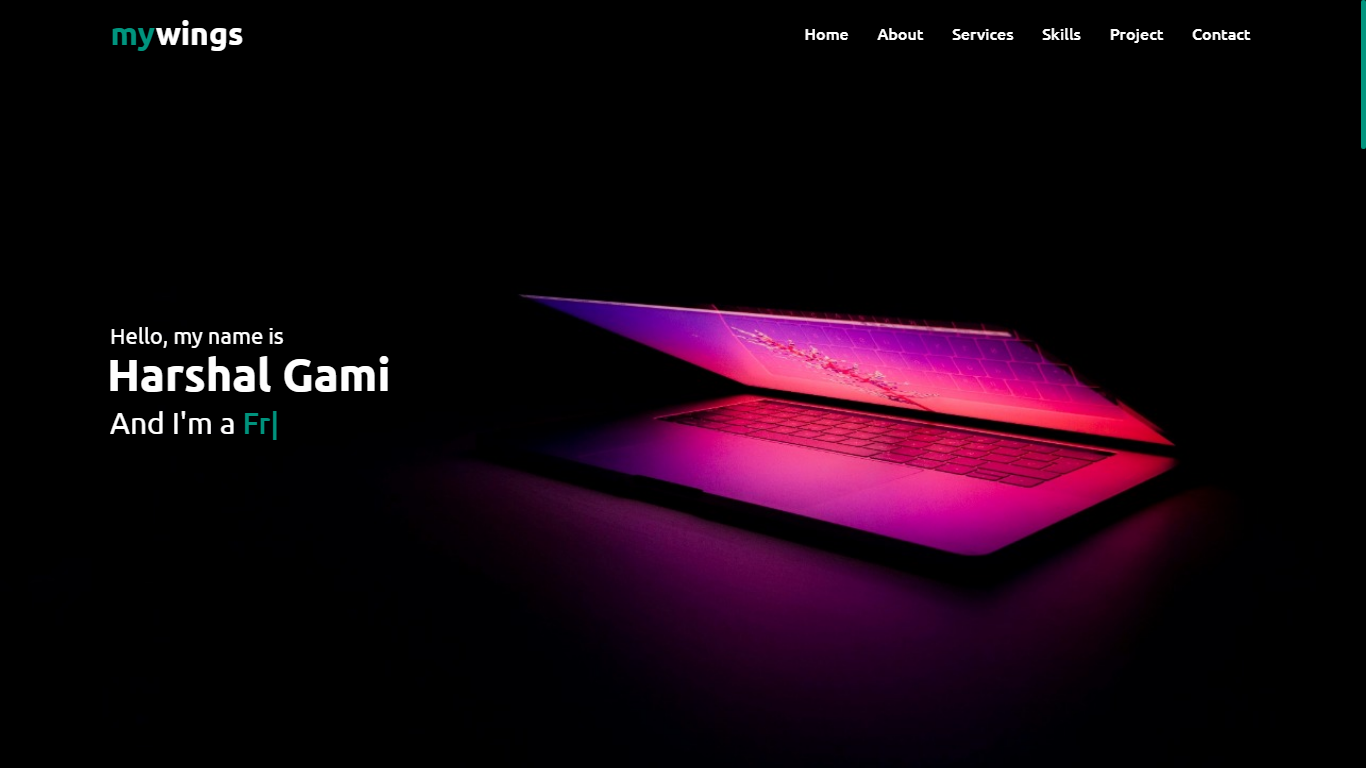 mywings
Home About Services Skills Project Contact
Hello, my name is
Harshal Gami
And I'm a Fr|